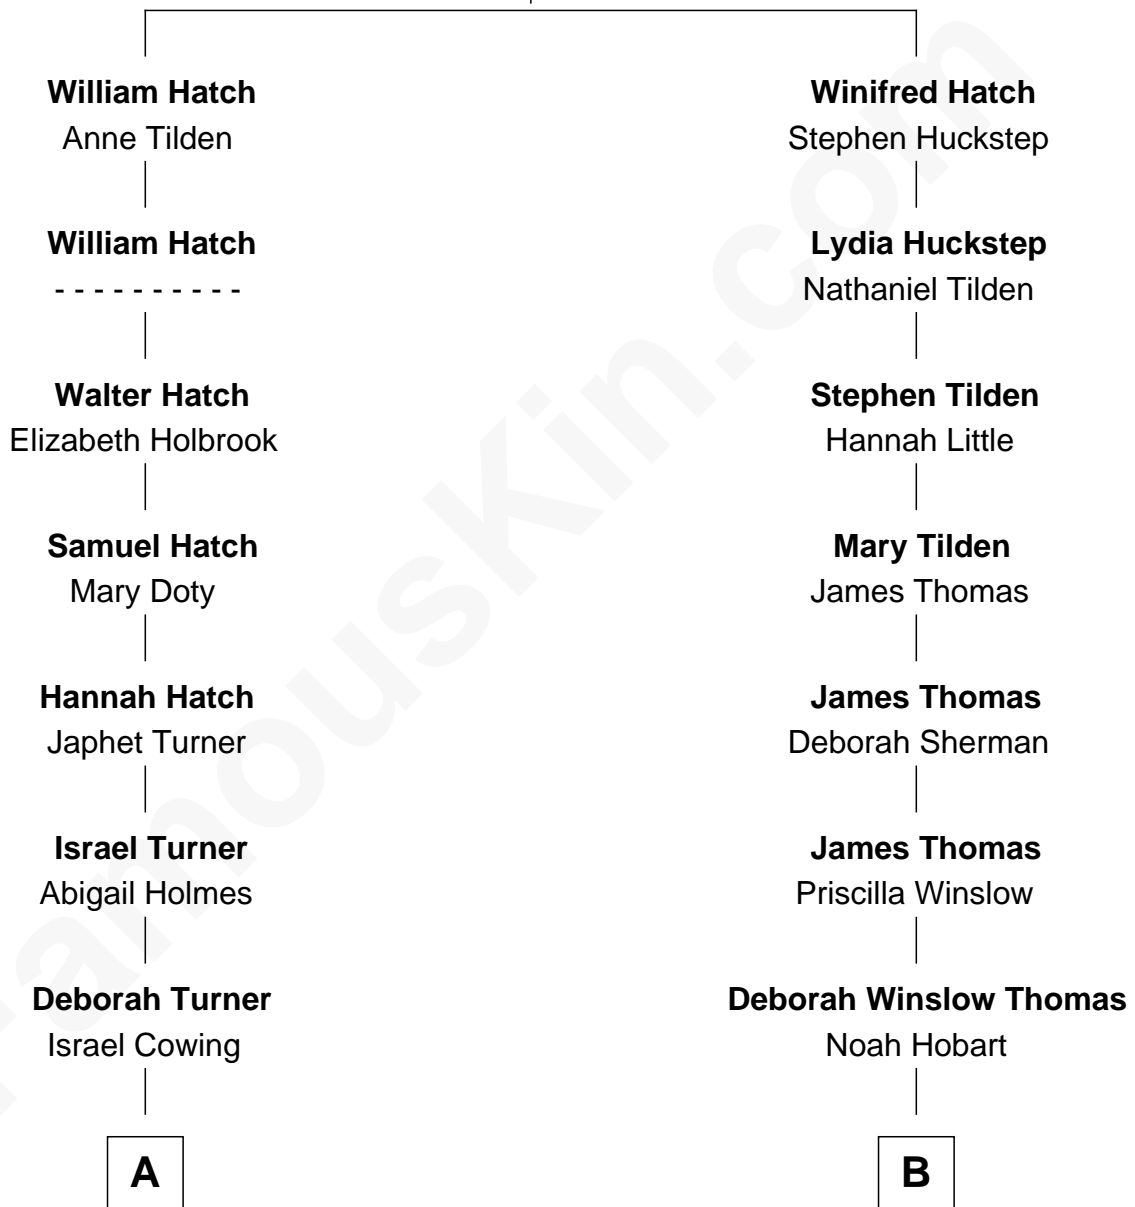 William Hatch
Anne Tilden
Winifred Hatch
Stephen Huckstep
William Hatch
- - - - - - - - - -
Lydia Huckstep
Nathaniel Tilden
Walter Hatch
Elizabeth Holbrook
Stephen Tilden
Hannah Little
Samuel Hatch
Mary Doty
Mary Tilden
James Thomas
Hannah Hatch
Japhet Turner
James Thomas
Deborah Sherman
Israel Turner
Abigail Holmes
James Thomas
Priscilla Winslow
Deborah Turner
Israel Cowing
Deborah Winslow Thomas
Noah Hobart
A
B
FamousKin.com